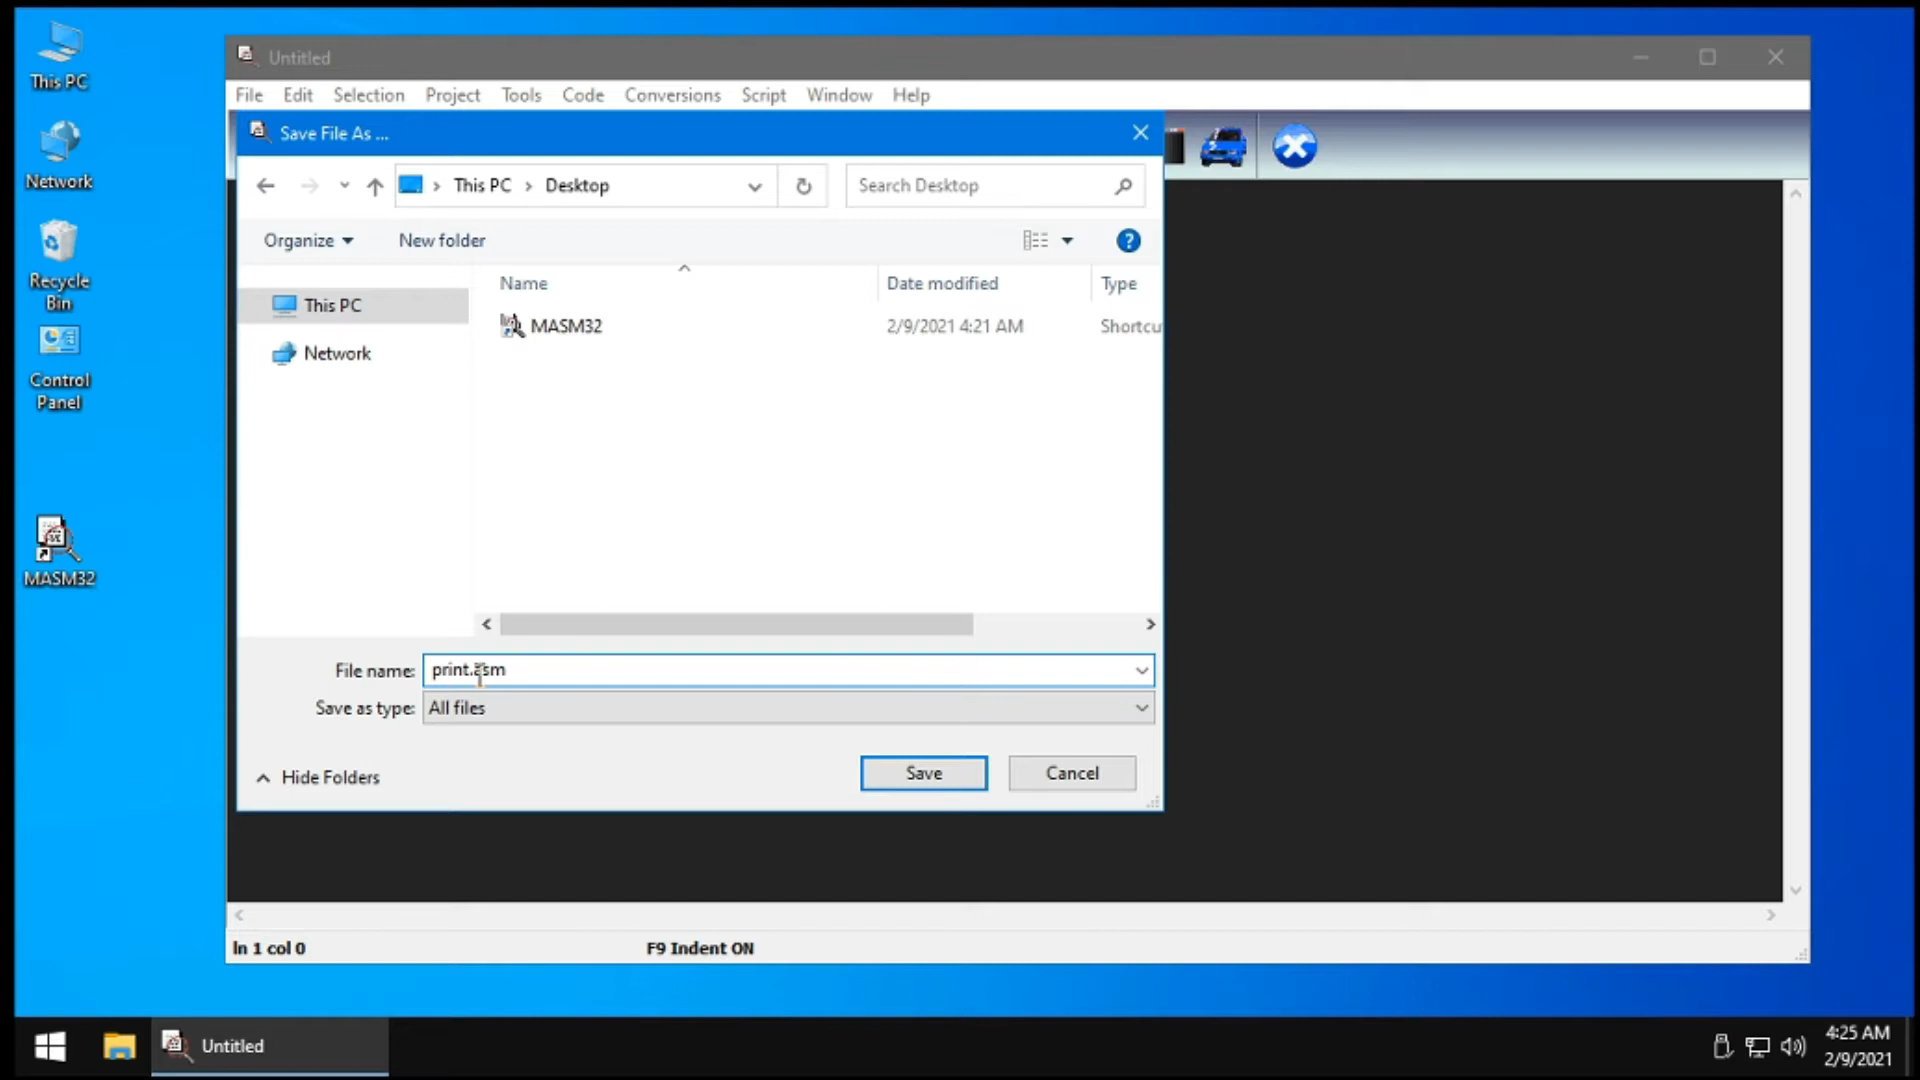 This PC
Network
Recycle
Bin
Control
Panel
MASM32
Untitled
File Edit Selection Project Tools Code Conversions Script Window Help
Save File As ...
This PC > Desktop
Search Desktop
Organize New folder
Name Date modified Type
This PC
Network
MASM32 2/9/2021 4:21 AM Shortcu
File name: print.asm
Save as type: All files
Hide Folders
Save Cancel
ln 1 col 0 F9 Indent ON
Untitled
4:25 AM
2/9/2021